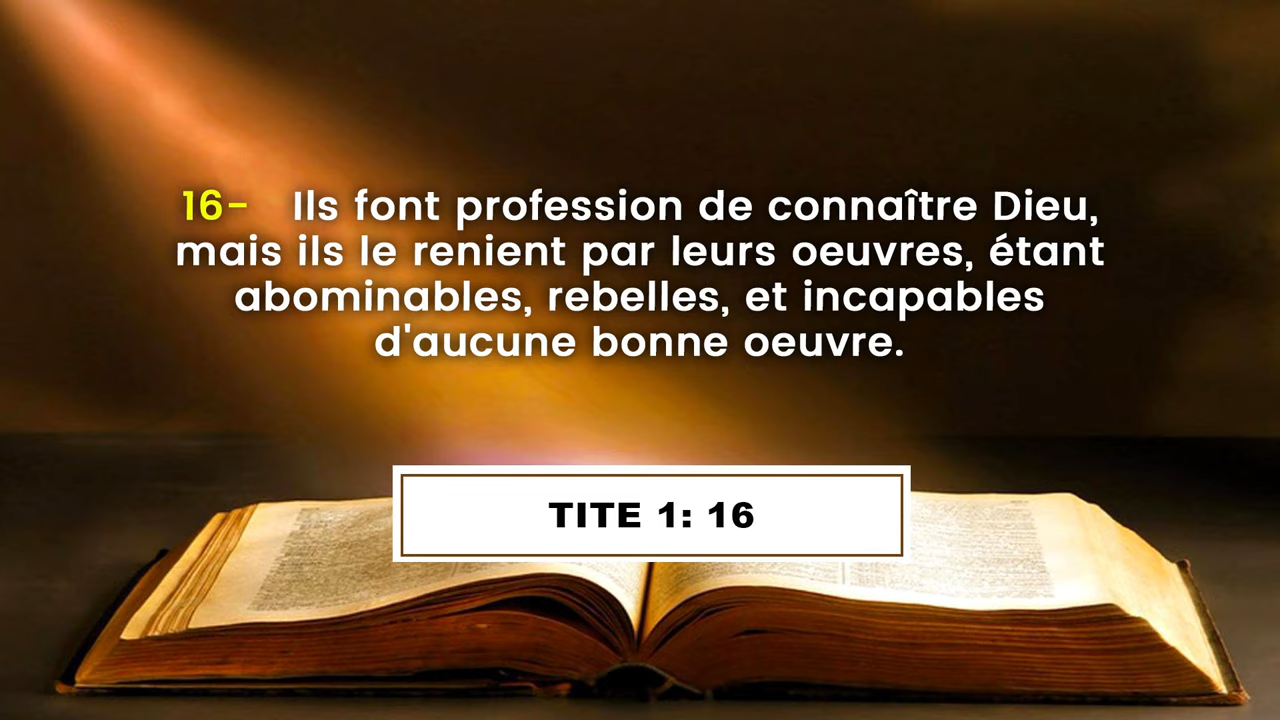 16- Ils font profession de connaître Dieu,
mais ils le renient par leurs oeuvres, étant
abominables, rebelles, et incapables
d'aucune bonne oeuvre.
TITE 1: 16